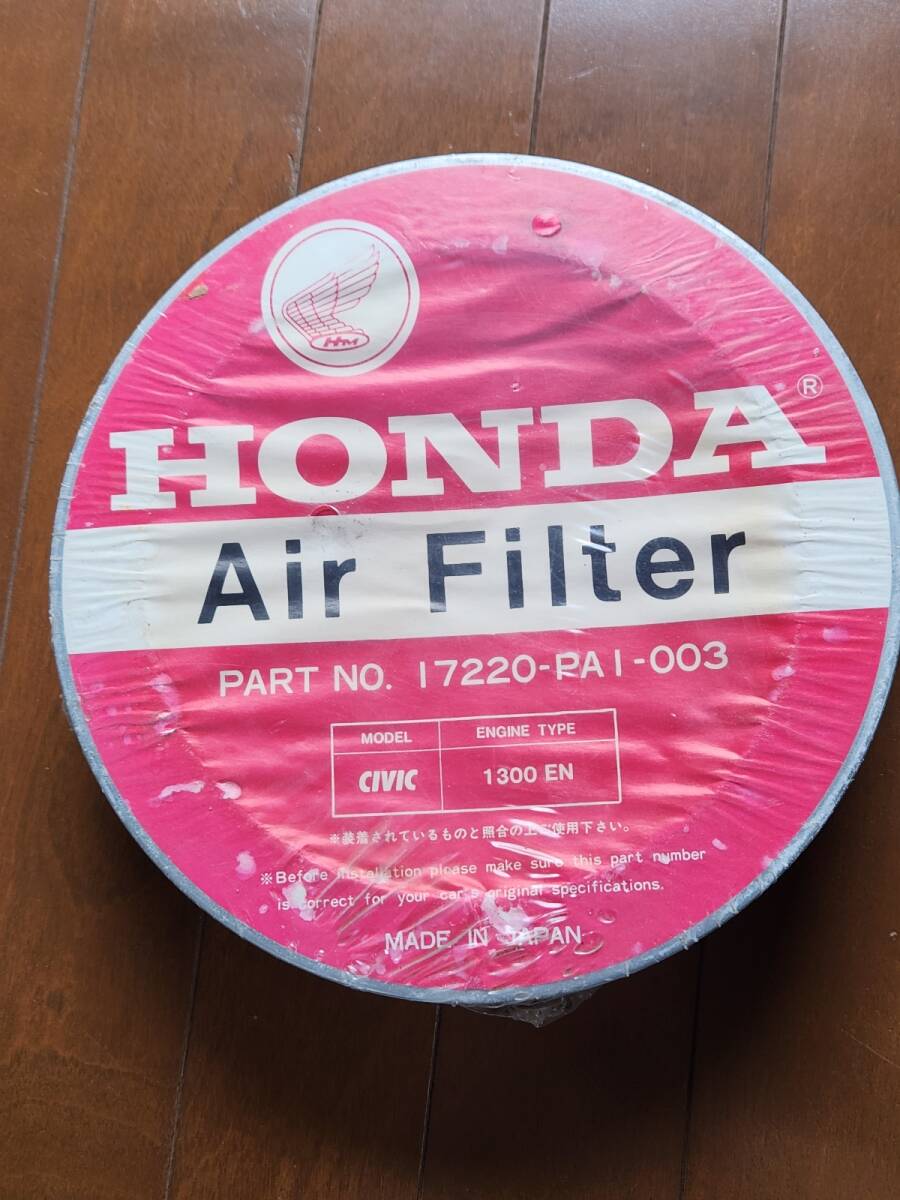 HM
HONDA®
Air Filter
PART NO. 17220-PA1-003
MODEL ENGINE TYPE
CIVIC 1300 EN
※装着されているものと照合の上ご使用下さい。
※Before installation please make sure this part number
is correct for your car's original specifications.
MADE IN JAPAN